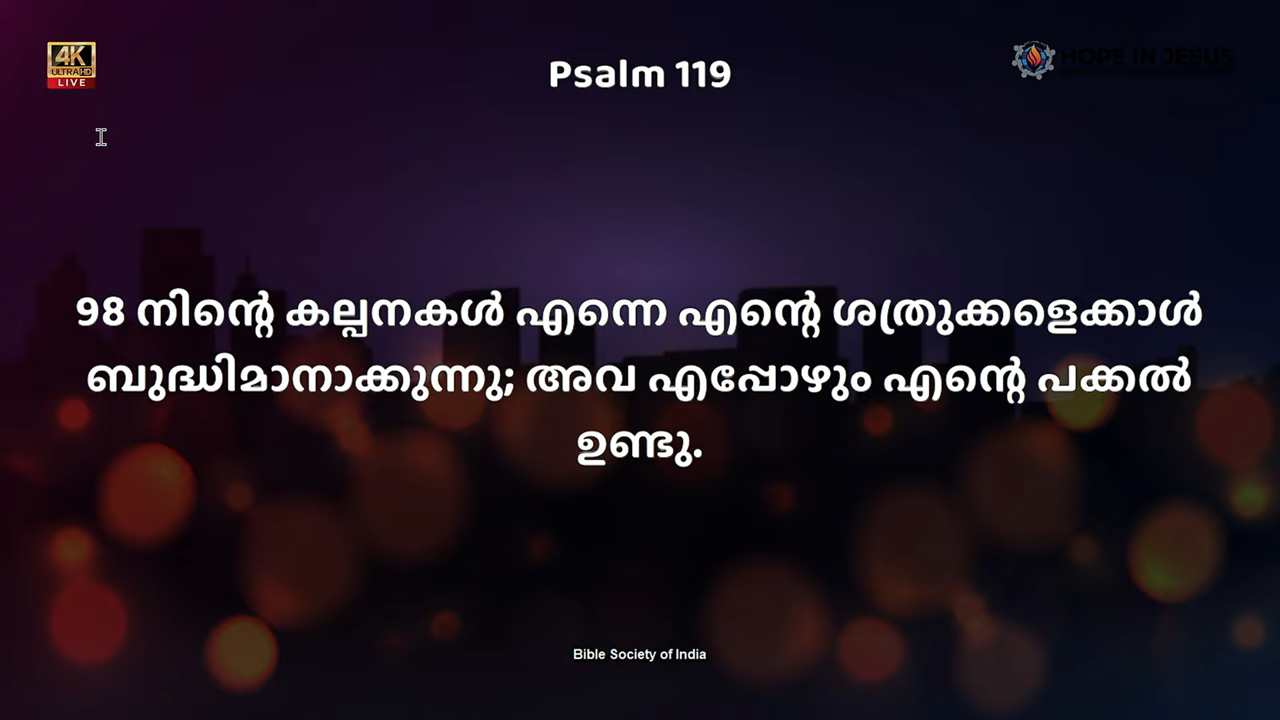 4K
ULTRA HD
LIVE
Psalm 119
HOPE IN JESUS
98 നിന്റെ കല്പനകൾ എന്നെ എന്റെ ശത്രുക്കളെക്കാൾ
ബുദ്ധിമാനാക്കുന്നു; അവ എപ്പോഴും എന്റെ പക്കൽ
ഉണ്ടു.
Bible Society of India